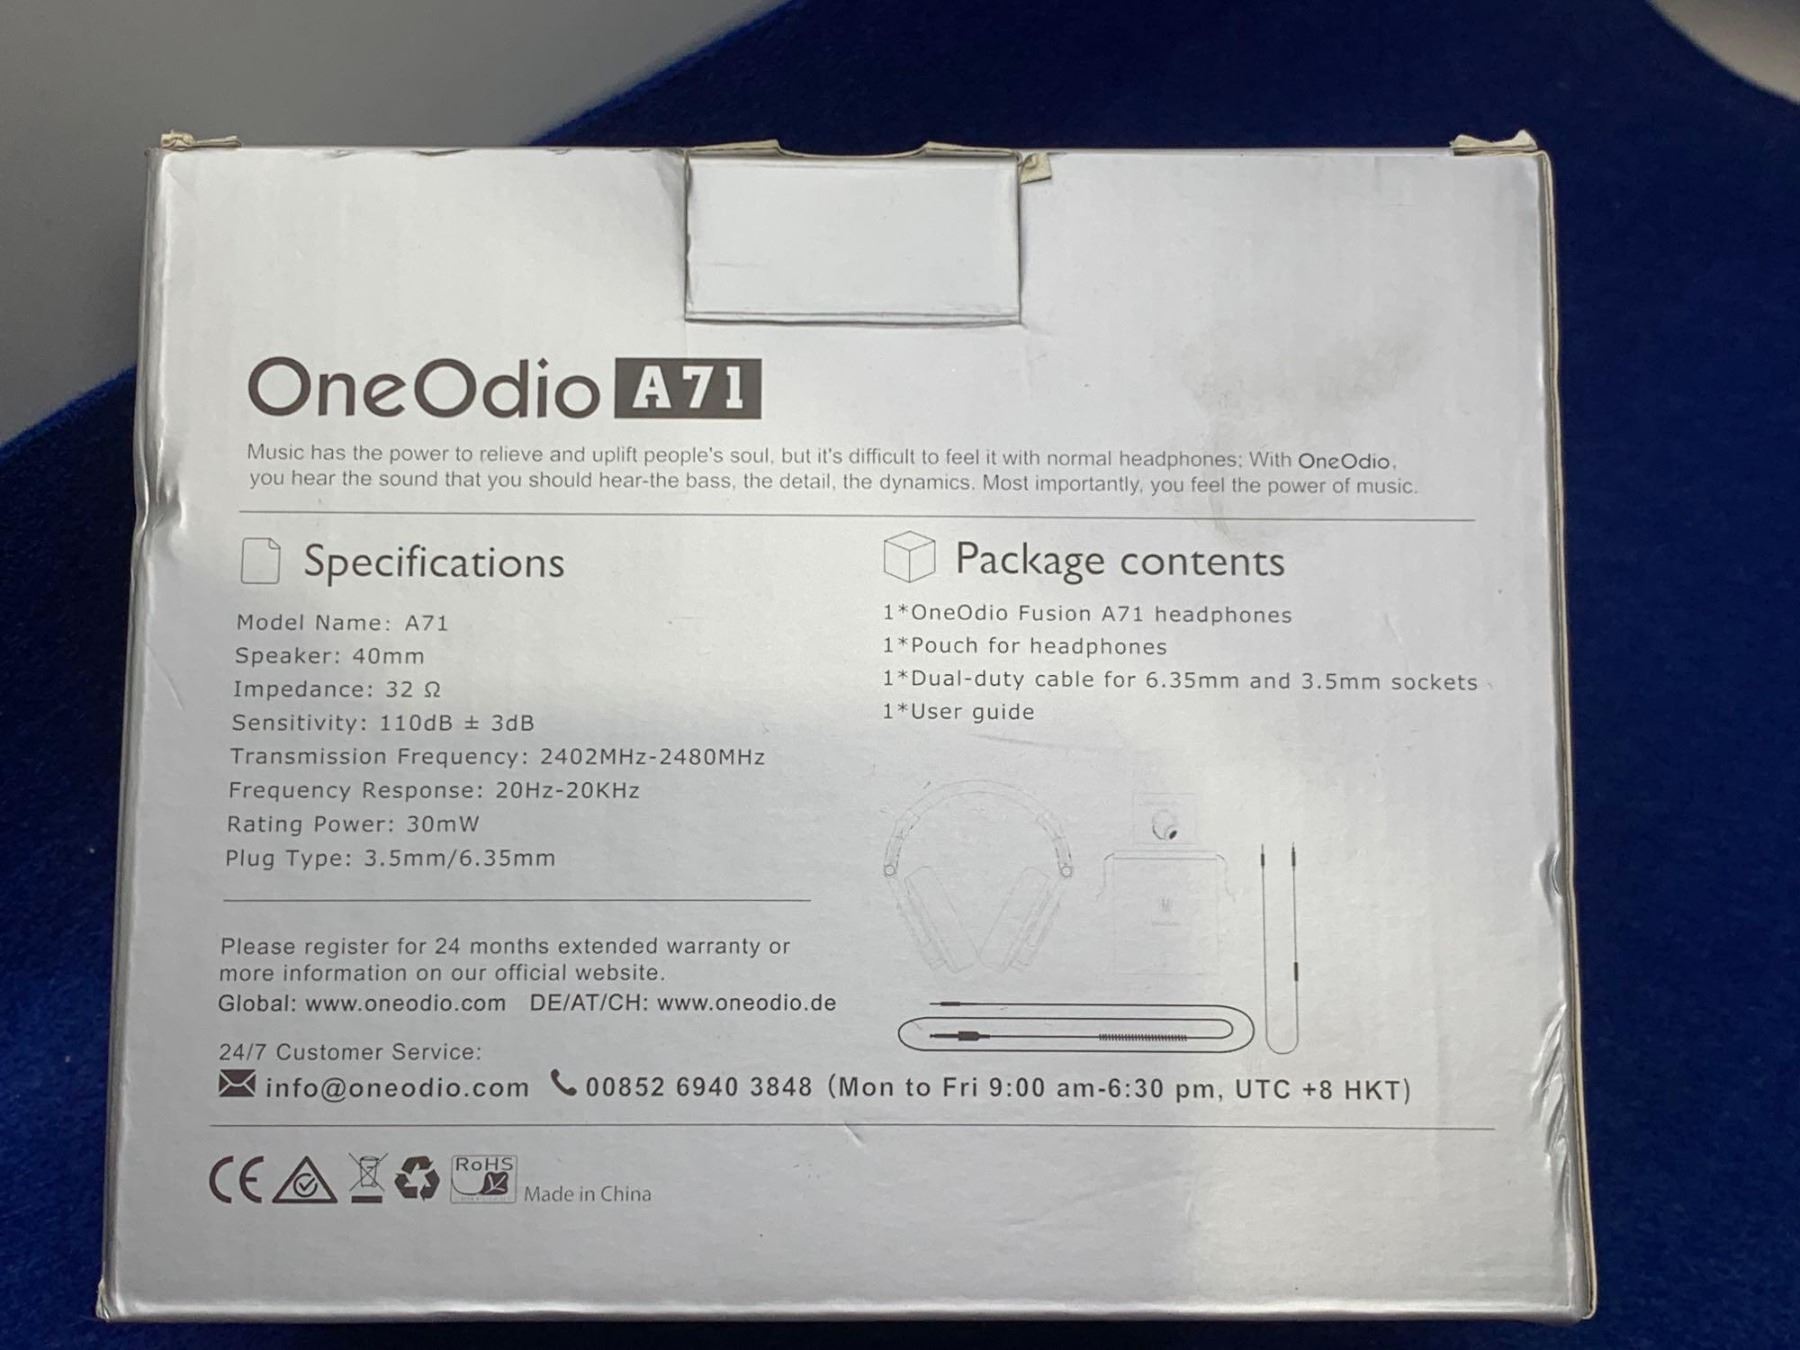 OneOdio A71
Music has the power to relieve and uplift people's soul, but it's difficult to feel it with normal headphones; With OneOdio,
you hear the sound that you should hear-the bass, the detail, the dynamics. Most importantly, you feel the power of music.
Specifications
Model Name: A71
Speaker: 40mm
Impedance: 32 Ω
Sensitivity: 110dB ± 3dB
Transmission Frequency: 2402MHz-2480MHz
Frequency Response: 20Hz-20KHz
Rating Power: 30mW
Plug Type: 3.5mm/6.35mm
Package contents
1*OneOdio Fusion A71 headphones
1*Pouch for headphones
1*Dual-duty cable for 6.35mm and 3.5mm sockets
1*User guide
Please register for 24 months extended warranty or
more information on our official website.
Global: www.oneodio.com DE/AT/CH: www.oneodio.de
24/7 Customer Service:
info@oneodio.com 00852 6940 3848 (Mon to Fri 9:00 am-6:30 pm, UTC +8 HKT)
CE RoHS Made in China